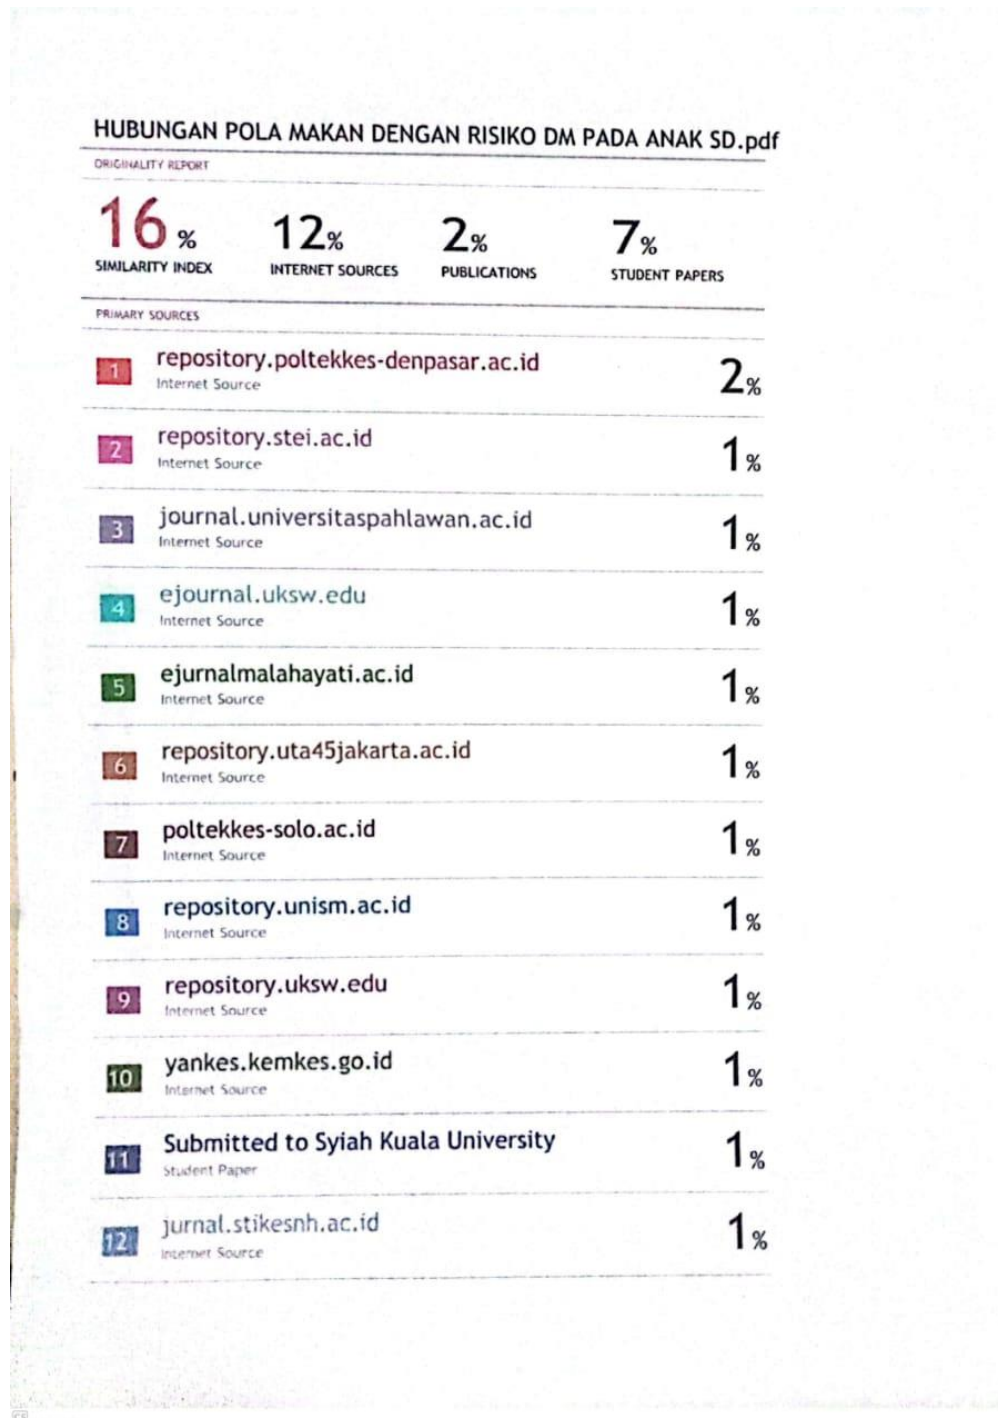 HUBUNGAN POLA MAKAN DENGAN RISIKO DM PADA ANAK SD.pdf
ORIGINALITY REPORT
16% 12% 2% 7%
SIMILARITY INDEX INTERNET SOURCES PUBLICATIONS STUDENT PAPERS
PRIMARY SOURCES
1 repository.poltekkes-denpasar.ac.id 2%
Internet Source
2 repository.stei.ac.id 1%
Internet Source
3 journal.universitaspahlawan.ac.id 1%
Internet Source
4 ejournal.uksw.edu 1%
Internet Source
5 ejurnalmalahayati.ac.id 1%
Internet Source
6 repository.uta45jakarta.ac.id 1%
Internet Source
7 poltekkes-solo.ac.id 1%
Internet Source
8 repository.unism.ac.id 1%
Internet Source
9 repository.uksw.edu 1%
Internet Source
10 yankes.kemkes.go.id 1%
Internet Source
11 Submitted to Syiah Kuala University 1%
Student Paper
12 jurnal.stikesnh.ac.id 1%
Internet Source
CS